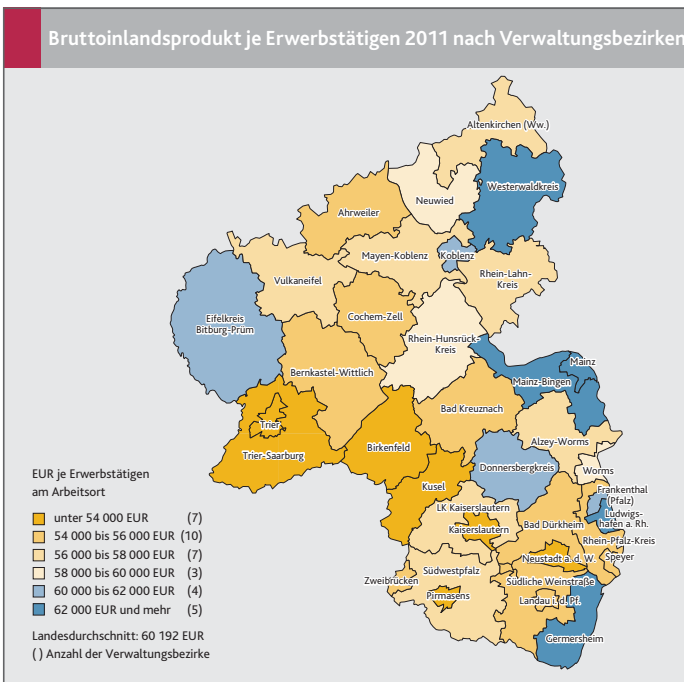 Bruttoinlandsprodukt je Erwerbstätigen 2011 nach Verwaltungsbezirken
Altenkirchen (Ww.)
Westerwaldkreis
Neuwied
Ahrweiler
Mayen-Koblenz
Koblenz
Rhein-Lahn-
Kreis
Vulkaneifel
Cochem-Zell
Eifelkreis
Bitburg-Prüm
Rhein-Hunsrück-
Kreis
Mainz
Mainz-Bingen
Bernkastel-Wittlich
Bad Kreuznach
Trier
Alzey-Worms
Birkenfeld
Trier-Saarburg
Donnersbergkreis
Worms
Kusel
Frankenthal
(Pfalz)
LK Kaiserslautern
Ludwigs-
hafen a. Rh.
Kaiserslautern
Bad Dürkheim
Rhein-Pfalz-Kreis
Neustadt a. d. W.
Speyer
Zweibrücken
Südwestpfalz
Südliche Weinstraße
Pirmasens
Landau i. d. Pf.
Germersheim
EUR je Erwerbstätigen
am Arbeitsort
unter 54 000 EUR (7)
54 000 bis 56 000 EUR (10)
56 000 bis 58 000 EUR (7)
58 000 bis 60 000 EUR (3)
60 000 bis 62 000 EUR (4)
62 000 EUR und mehr (5)
Landesdurchschnitt: 60 192 EUR
( ) Anzahl der Verwaltungsbezirke